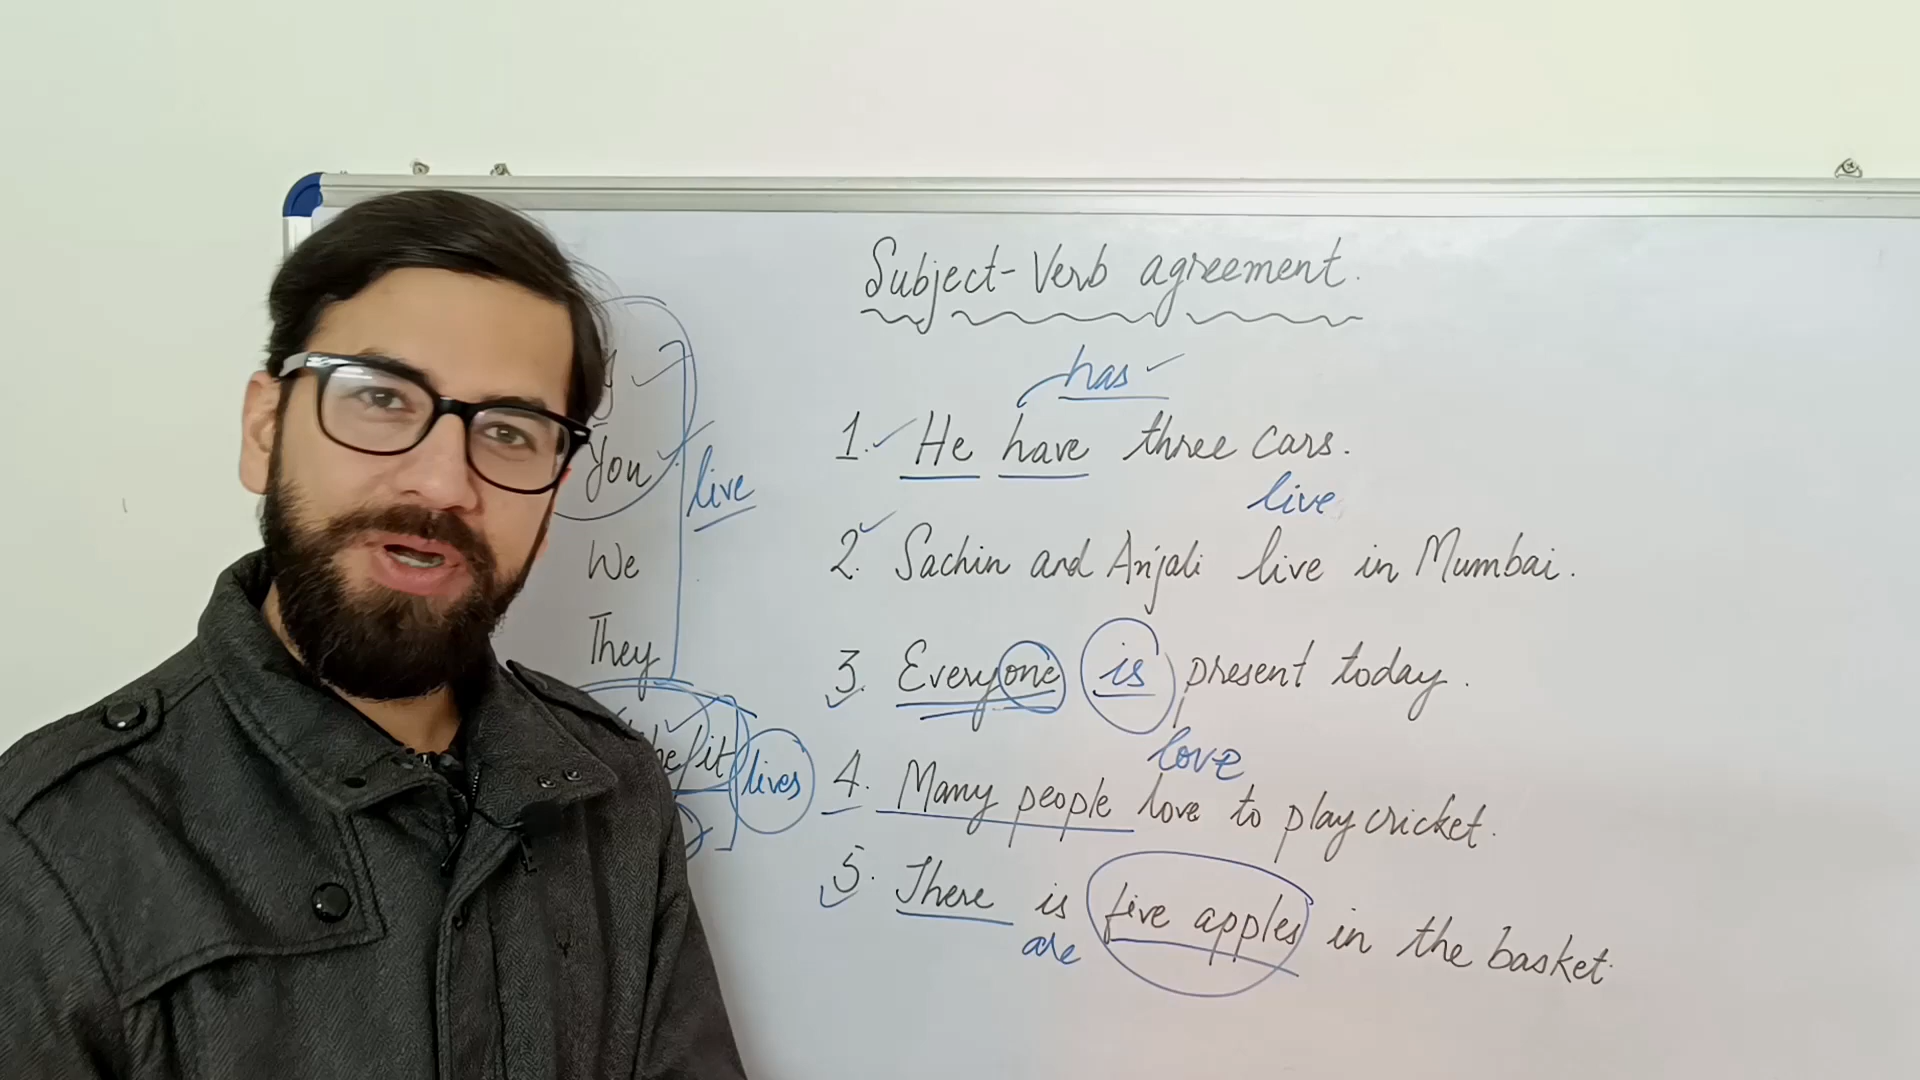 Subject-Verb agreement.
has
1. He have three cars.
live
2. Sachin and Anjali live in Mumbai.
3. Everyone is present today.
love
4. Many people love to play cricket.
5. There is five apples in the basket.
are
You
live
We
They
it
lives